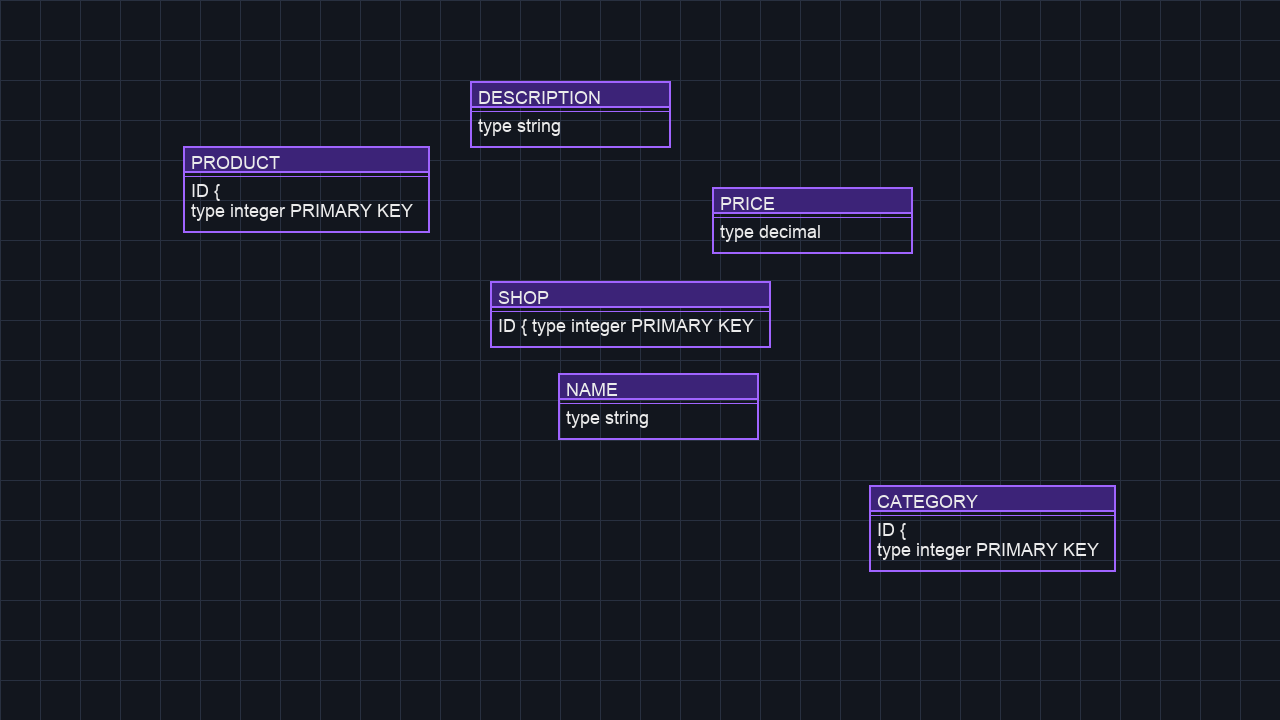 DESCRIPTION
type string
PRODUCT
ID {
type integer PRIMARY KEY
PRICE
type decimal
SHOP
ID { type integer PRIMARY KEY
NAME
type string
CATEGORY
ID {
type integer PRIMARY KEY